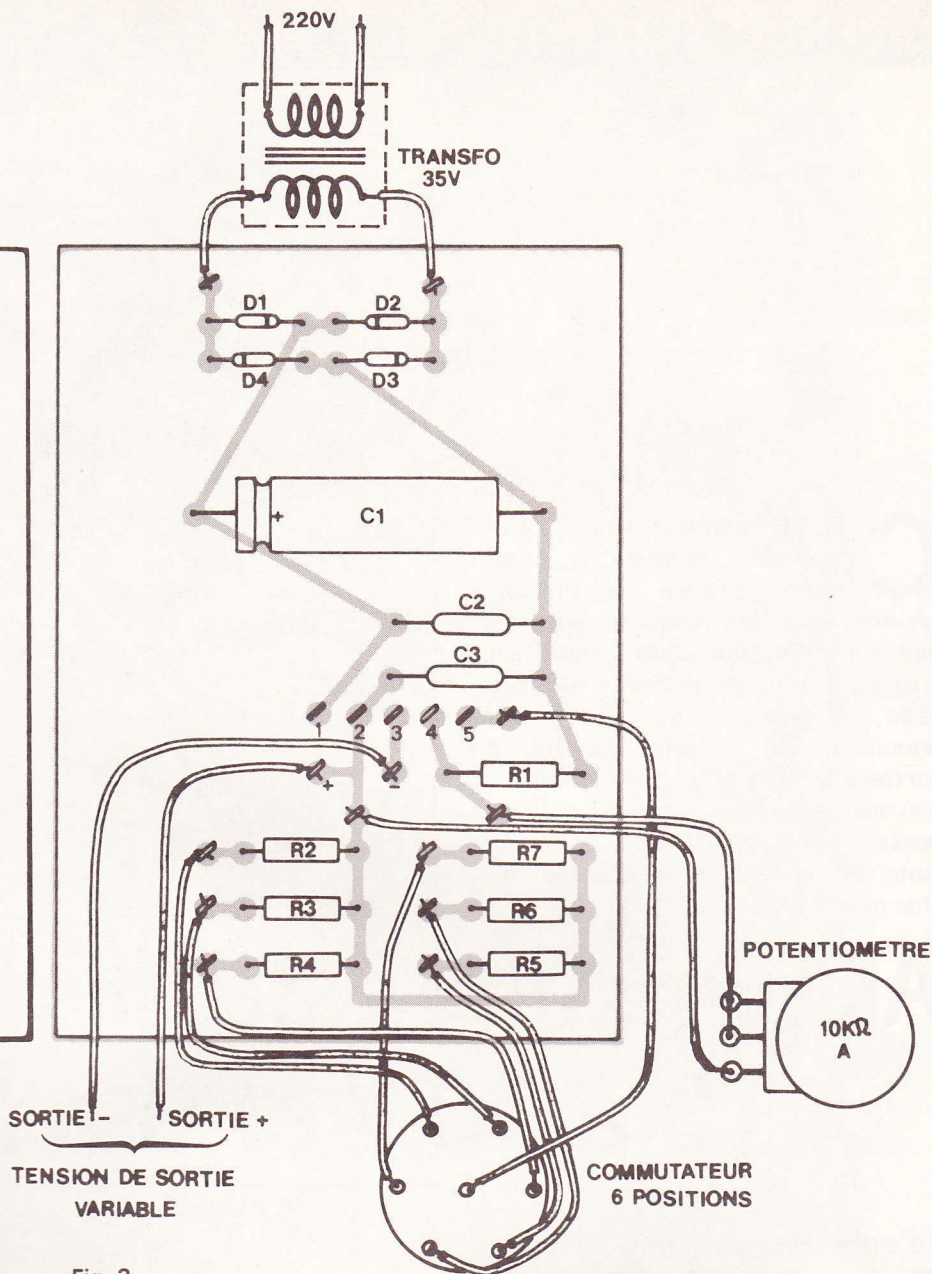 220V
TRANSFO
35V
D1
D2
D4
D3
+
C1
C2
C3
1
2
3
4
5
+
-
R1
R2
R7
R3
R6
R4
R5
POTENTIOMETRE
10KΩ
A
SORTIE -
SORTIE +
TENSION DE SORTIE
VARIABLE
COMMUTATEUR
6 POSITIONS